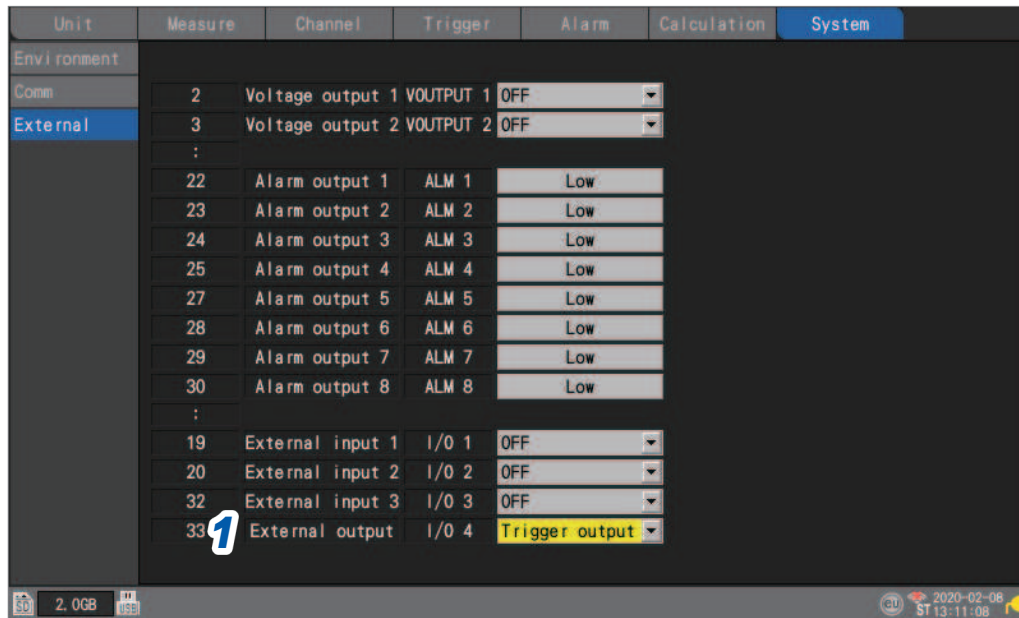 Unit Measure Channel Trigger Alarm Calculation System
Environment
Comm
External
2 Voltage output 1 VOUTPUT 1 OFF
3 Voltage output 2 VOUTPUT 2 OFF
:
22 Alarm output 1 ALM 1 Low
23 Alarm output 2 ALM 2 Low
24 Alarm output 3 ALM 3 Low
25 Alarm output 4 ALM 4 Low
27 Alarm output 5 ALM 5 Low
28 Alarm output 6 ALM 6 Low
29 Alarm output 7 ALM 7 Low
30 Alarm output 8 ALM 8 Low
:
19 External input 1 I/O 1 OFF
20 External input 2 I/O 2 OFF
32 External input 3 I/O 3 OFF
33 1 External output I/O 4 Trigger output
SD 2.0GB USB eu ST 2020-02-08 13:11:08